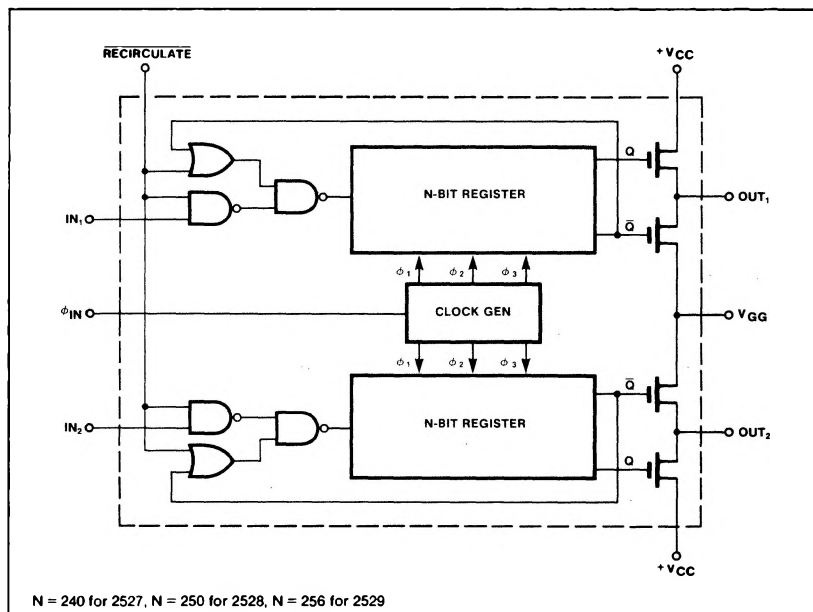 RECIRCULATE
+VCC
Q
N-BIT REGISTER
OUT1
IN1
Q̅
ϕ1 ϕ2 ϕ3
ϕIN
CLOCK GEN
VGG
ϕ1 ϕ2 ϕ3
Q̅
N-BIT REGISTER
IN2
OUT2
Q
+VCC
N = 240 for 2527, N = 250 for 2528, N = 256 for 2529